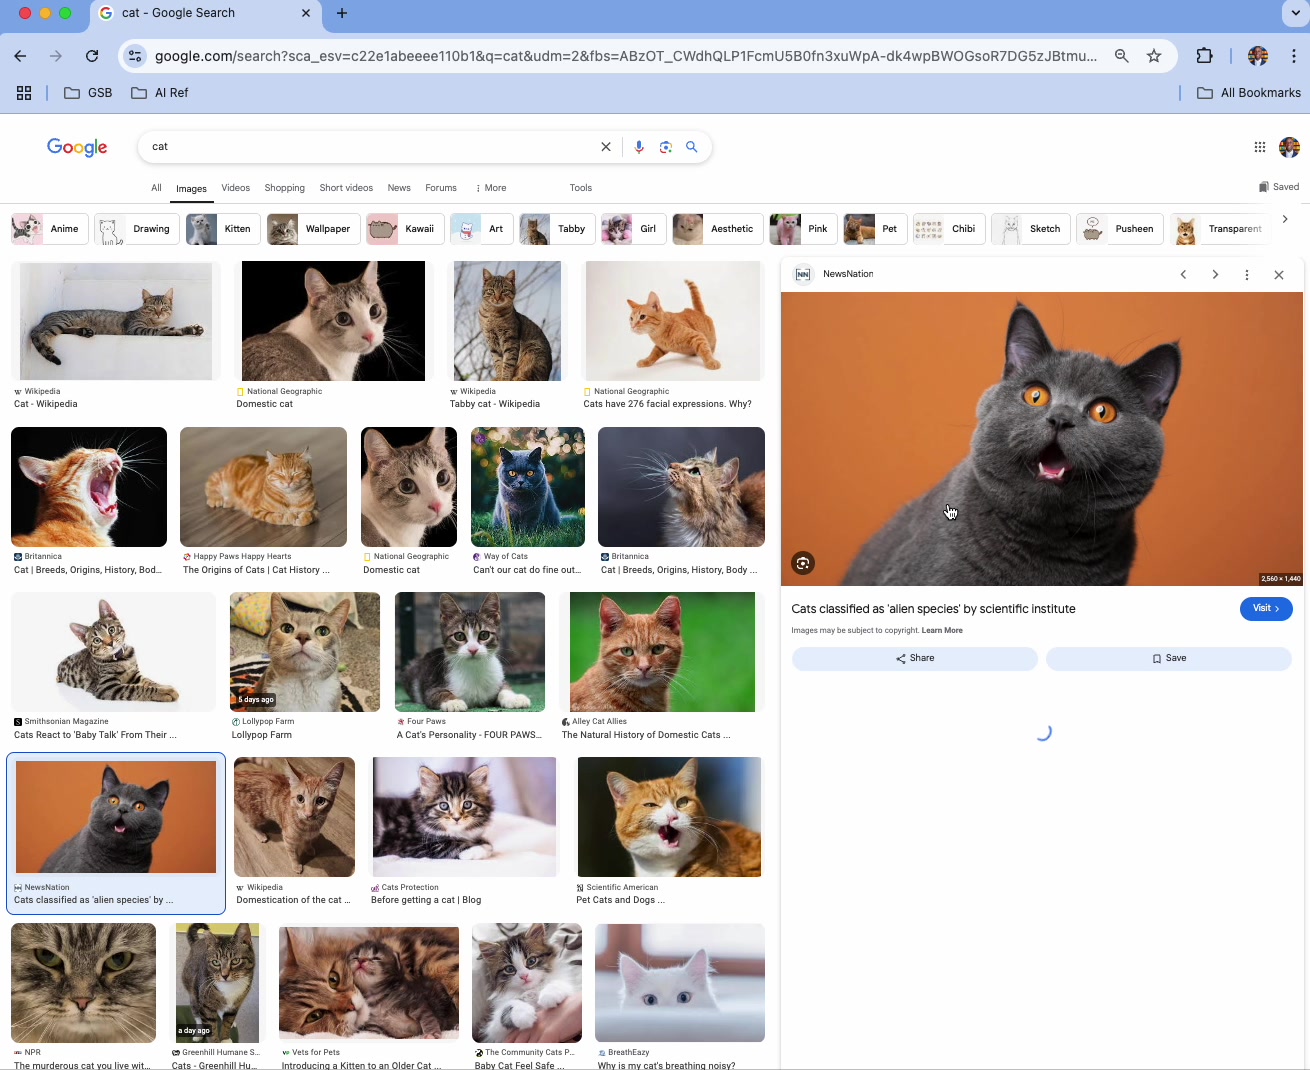 cat - Google Search
google.com/search?sca_esv=c22e1abeeee110b1&q=cat&udm=2&fbs=ABzOT_CWdhQLP1FcmU5B0fn3xuWpA-dk4wpBWOGsoR7DG5zJBtmu...
GSB
AI Ref
All Bookmarks
Google
cat
All
Images
Videos
Shopping
Short videos
News
Forums
More
Tools
Saved
Anime
Drawing
Kitten
Wallpaper
Kawaii
Art
Tabby
Girl
Aesthetic
Pink
Pet
Chibi
Sketch
Pusheen
Transparent
Wikipedia
Cat - Wikipedia
National Geographic
Domestic cat
Wikipedia
Tabby cat - Wikipedia
National Geographic
Cats have 276 facial expressions. Why?
Britannica
Cat | Breeds, Origins, History, Bod...
Happy Paws Happy Hearts
The Origins of Cats | Cat History ...
National Geographic
Domestic cat
Way of Cats
Can't our cat do fine out...
Britannica
Cat | Breeds, Origins, History, Body ...
Smithsonian Magazine
Cats React to 'Baby Talk' From Their ...
5 days ago
Lollypop Farm
Lollypop Farm
Four Paws
A Cat's Personality - FOUR PAWS...
Alley Cat Allies
The Natural History of Domestic Cats ...
NewsNation
Cats classified as 'alien species' by ...
Wikipedia
Domestication of the cat ...
Cats Protection
Before getting a cat | Blog
Scientific American
Pet Cats and Dogs ...
NPR
The murderous cat you live wit...
a day ago
Greenhill Humane S...
Cats - Greenhill Hu...
Vets for Pets
Introducing a Kitten to an Older Cat ...
The Community Cats P...
Baby Cat Feel Safe ...
BreathEazy
Why is my cat's breathing noisy?
NN
NewsNation
2,560 × 1,440
Cats classified as 'alien species' by scientific institute
Visit
Images may be subject to copyright. Learn More
Share
Save